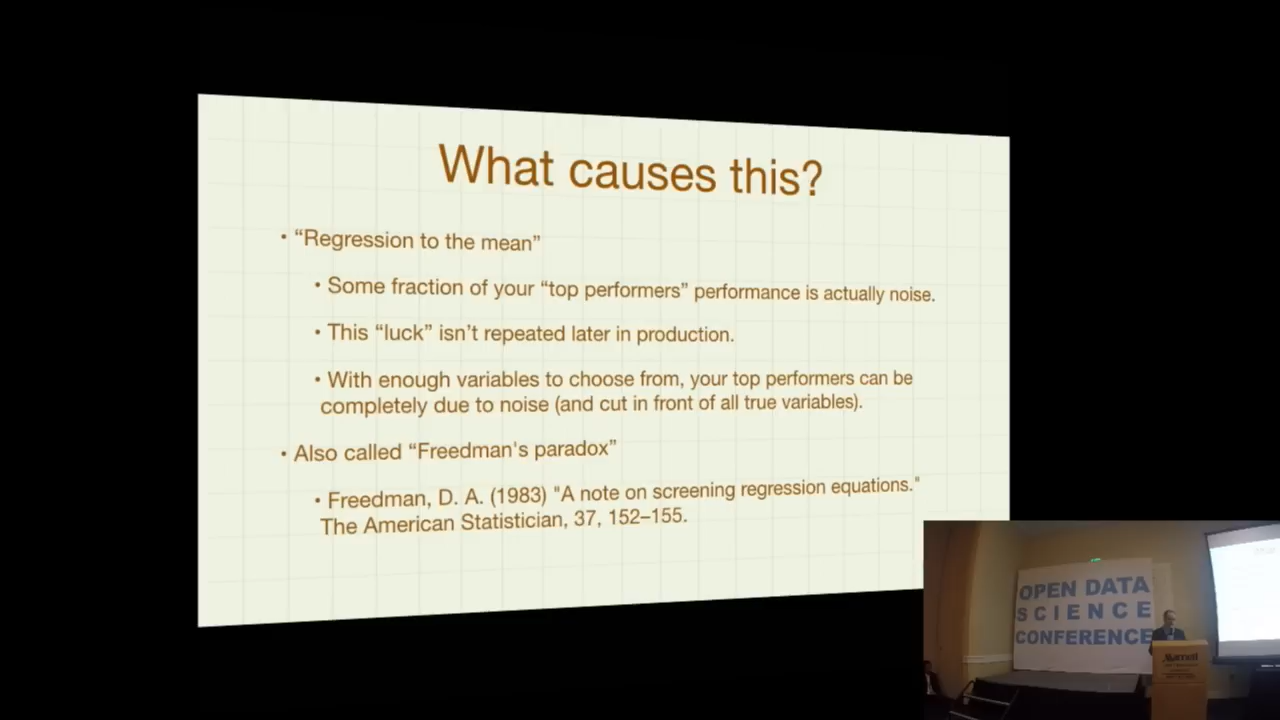 What causes this?
• “Regression to the mean”
• Some fraction of your “top performers” performance is actually noise.
• This “luck” isn’t repeated later in production.
• With enough variables to choose from, your top performers can be
completely due to noise (and cut in front of all true variables).
• Also called “Freedman's paradox”
• Freedman, D. A. (1983) "A note on screening regression equations."
The American Statistician, 37, 152–155.
OPEN DATA
SCIENCE
CONFERENCE
Marriott